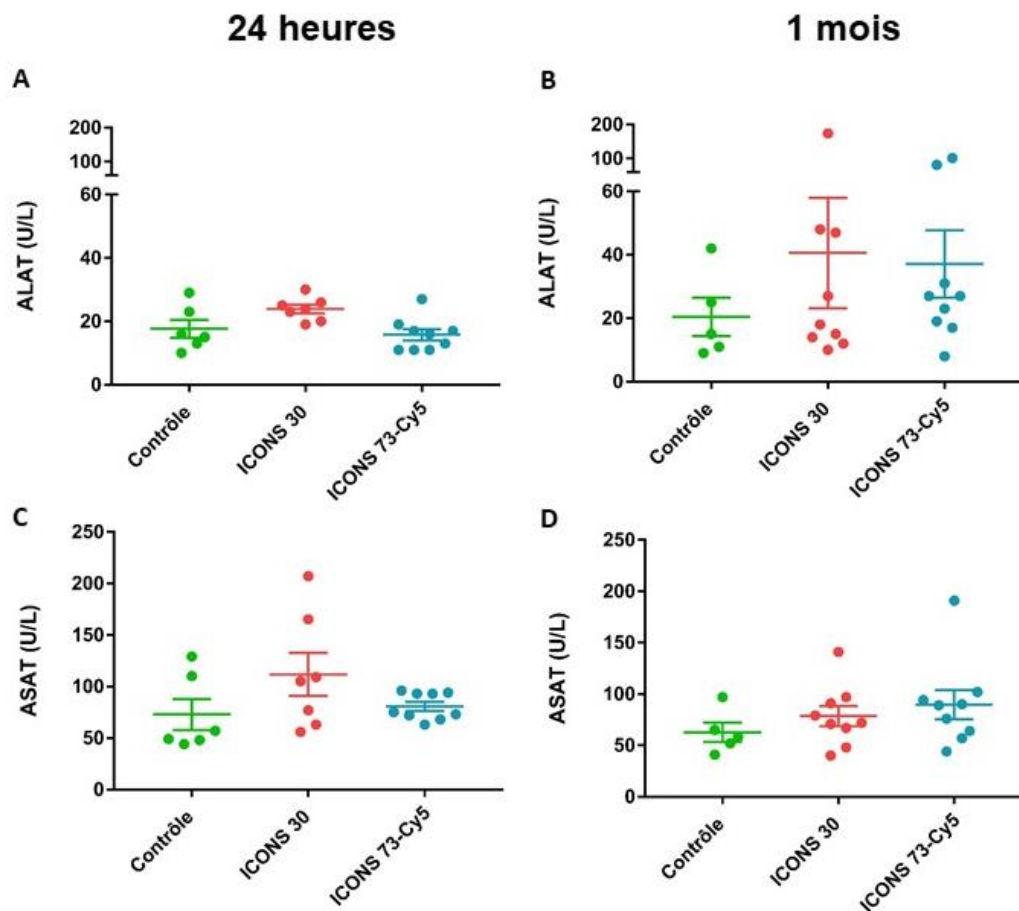 24 heures
1 mois
A
B
200
100
60
40
20
0
ALAT (U/L)
Contrôle
ICONS 30
ICONS 73-Cy5
200
100
60
40
20
0
ALAT (U/L)
Contrôle
ICONS 30
ICONS 73-Cy5
C
D
250
200
150
100
50
0
ASAT (U/L)
Contrôle
ICONS 30
ICONS 73-Cy5
250
200
150
100
50
0
ASAT (U/L)
Contrôle
ICONS 30
ICONS 73-Cy5